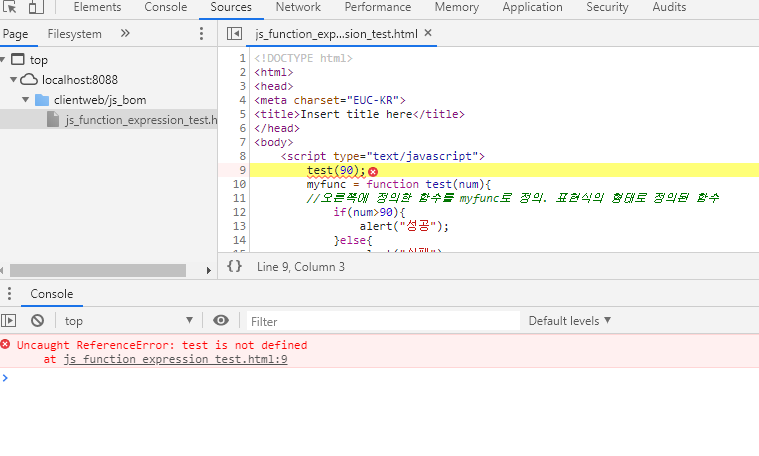 Elements Console Sources Network Performance Memory Application Security Audits
Page Filesystem »
js_function_exp...sion_test.html ×
top
localhost:8088
clientweb/js_bom
js_function_expression_test.h
1 <!DOCTYPE html>
2 <html>
3 <head>
4 <meta charset="EUC-KR">
5 <title>Insert title here</title>
6 </head>
7 <body>
8 <script type="text/javascript">
9 test(90);
10 myfunc = function test(num){
11 //오른쪽에 정의한 함수를 myfunc로 정의. 표현식의 형태로 정의된 함수
12 if(num>90){
13 alert("성공");
14 }else{
{} Line 9, Column 3
Console
top Filter Default levels ▼
Uncaught ReferenceError: test is not defined
at js_function_expression_test.html:9
>